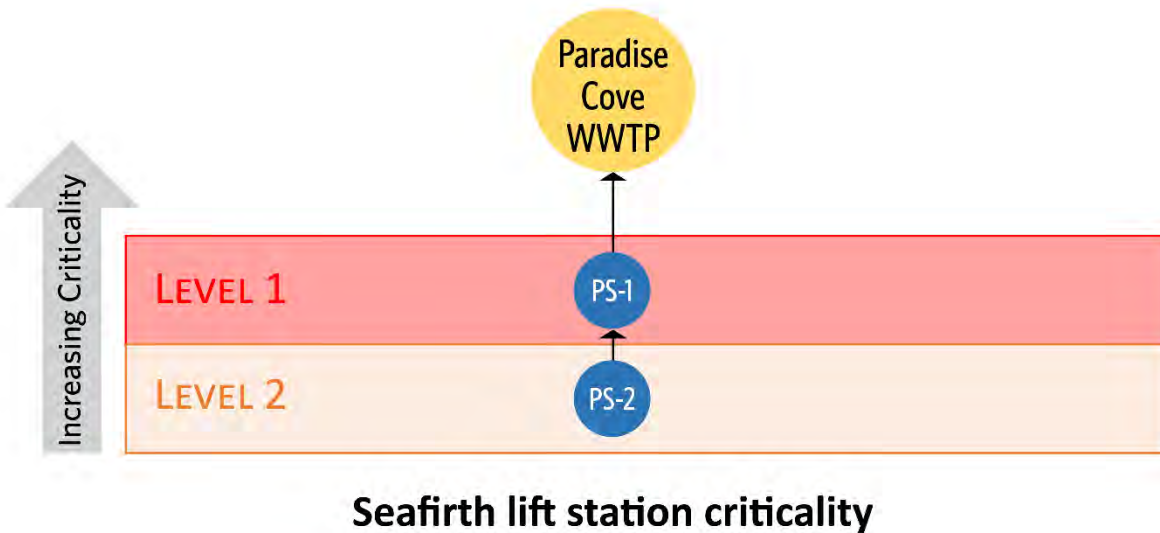 Paradise
Cove
WWTP
Increasing Criticality
LEVEL 1
PS-1
LEVEL 2
PS-2
Seafirth lift station criticality